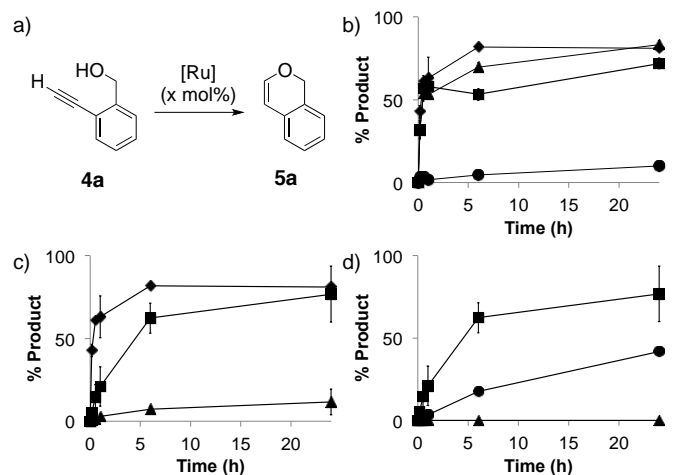 a)
H
HO
[Ru]
(x mol%)
O
4a
5a
b)
100
50
0
% Product
0 5 10 15 20
Time (h)
c)
100
50
0
% Product
0 5 10 15 20
Time (h)
d)
100
50
0
% Product
0 5 10 15 20
Time (h)